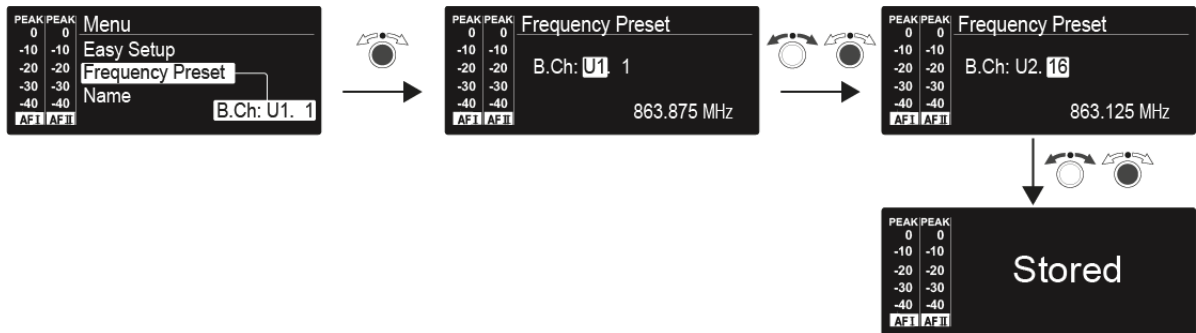 PEAK PEAK Menu
0 0
-10 -10 Easy Setup
-20 -20 Frequency Preset
-30 -30 Name
-40 -40 B.Ch: U1. 1
AF I AF II
PEAK PEAK Frequency Preset
0 0
-10 -10
-20 -20 B.Ch: U1. 1
-30 -30
-40 -40 863.875 MHz
AF I AF II
PEAK PEAK Frequency Preset
0 0
-10 -10
-20 -20 B.Ch: U2. 16
-30 -30
-40 -40 863.125 MHz
AF I AF II
PEAK PEAK
0 0
-10 -10 Stored
-20 -20
-30 -30
-40 -40
AF I AF II